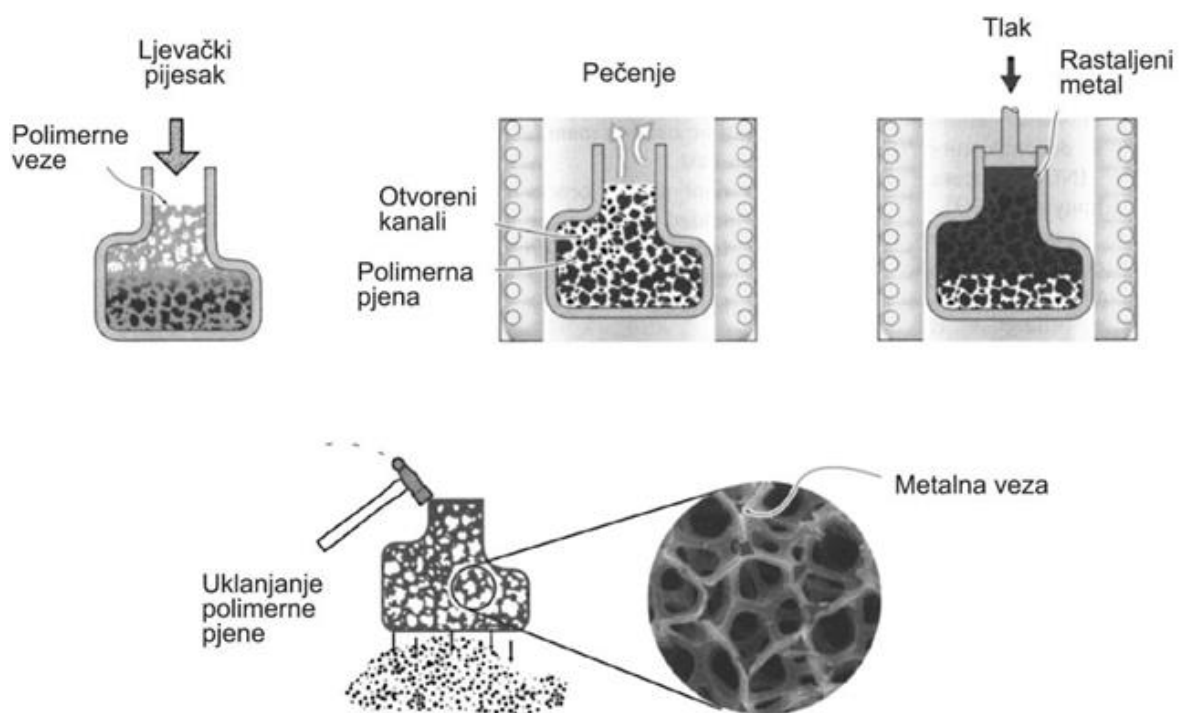 Ljevački
pijesak
Polimerne
veze
Pečenje
Otvoreni
kanali
Polimerna
pjena
Tlak
Rastaljeni
metal
Uklanjanje
polimerne
pjene
Metalna veza